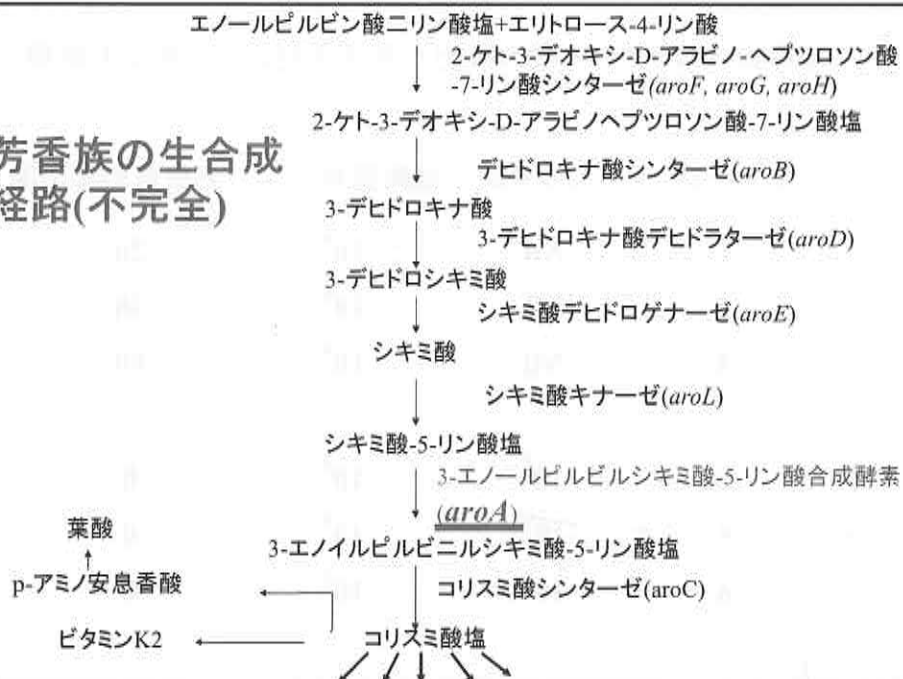 エノールピルビン酸二リン酸塩+エリトロース-4-リン酸
2-ケト-3-デオキシ-D-アラビノ-ヘプツロソン酸
-7-リン酸シンターゼ(aroF, aroG, aroH)
2-ケト-3-デオキシ-D-アラビノヘプツロソン酸-7-リン酸塩
芳香族の生合成
経路(不完全)
デヒドロキナ酸シンターゼ(aroB)
3-デヒドロキナ酸
3-デヒドロキナ酸デヒドラターゼ(aroD)
3-デヒドロシキミ酸
シキミ酸デヒドロゲナーゼ(aroE)
シキミ酸
シキミ酸キナーゼ(aroL)
シキミ酸-5-リン酸塩
3-エノールピルビルシキミ酸-5-リン酸合成酵素
(aroA)
3-エノイルピルビニルシキミ酸-5-リン酸塩
葉酸
p-アミノ安息香酸
コリスミ酸シンターゼ(aroC)
ビタミンK2
コリスミ酸塩